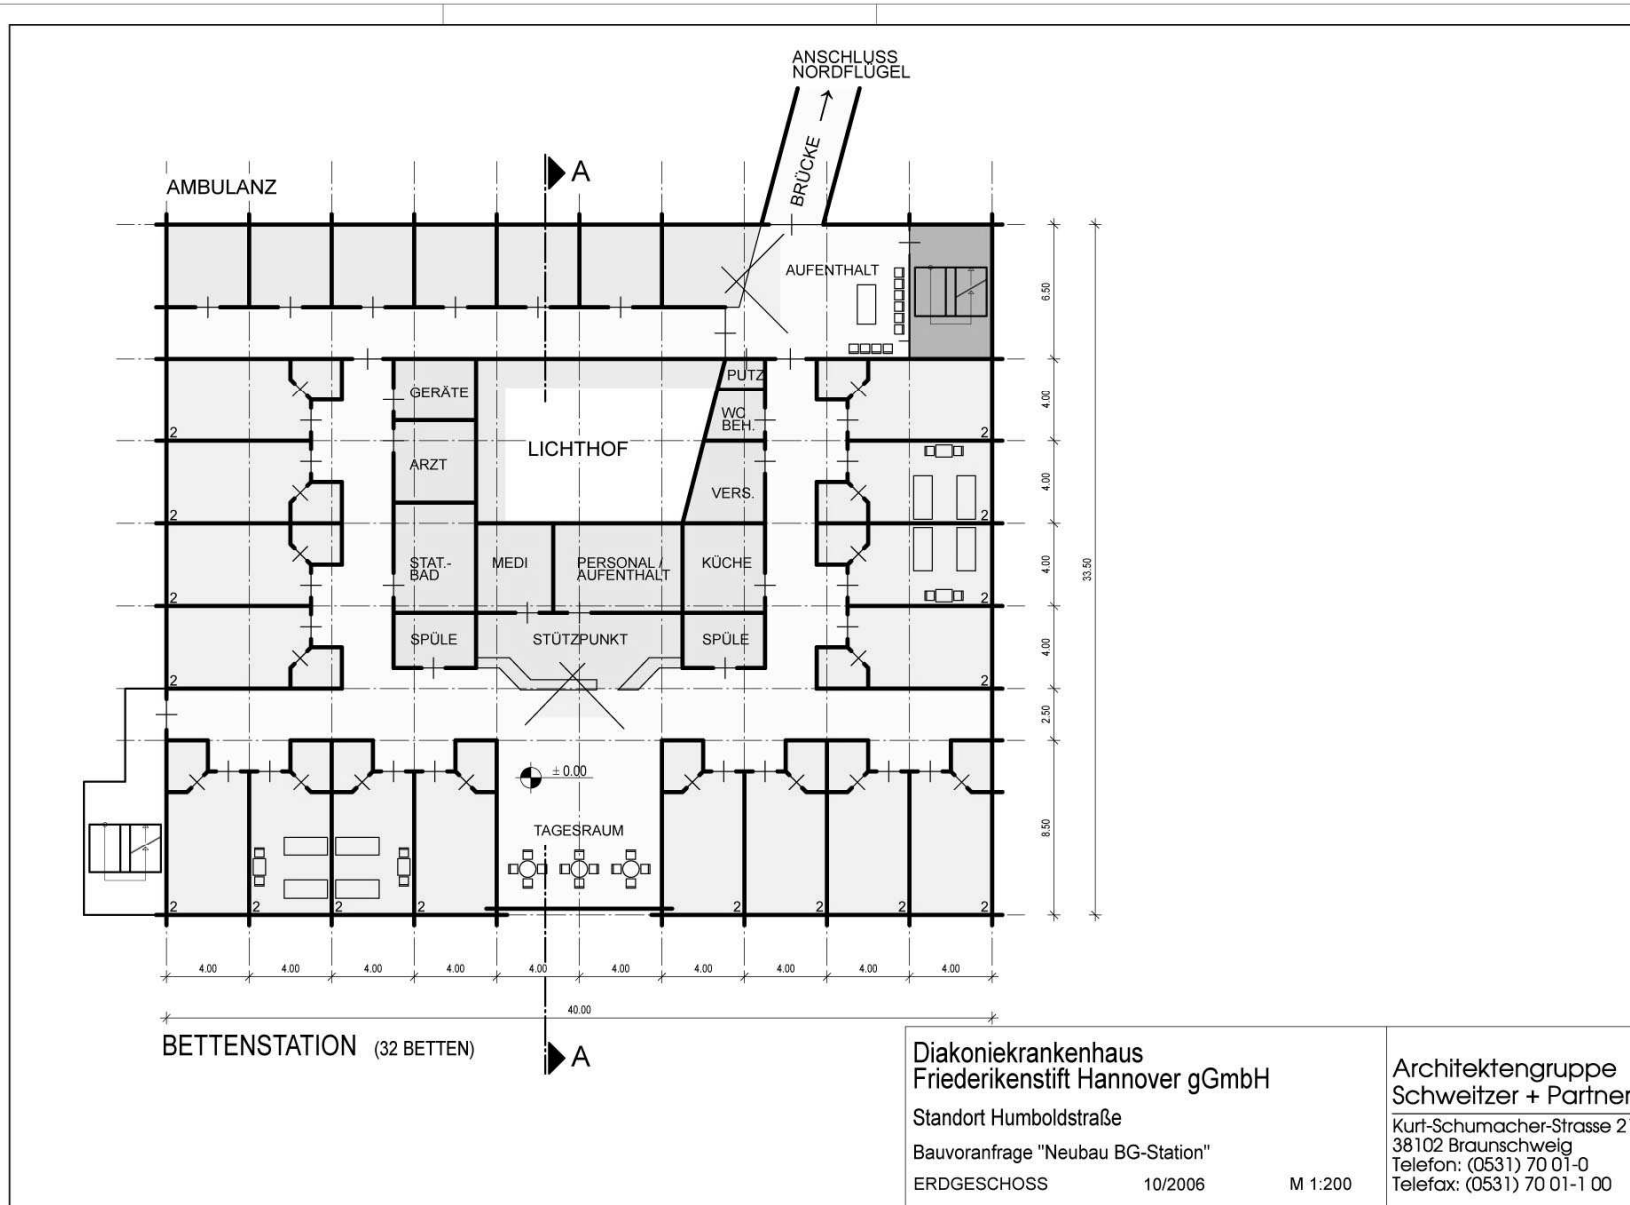 ANSCHLUSS
NORDFLÜGEL
BRÜCKE
A
AMBULANZ
AUFENTHALT
6.50
PUTZ
GERÄTE
4.00
WC
BEH.
2
2
LICHTHOF
ARZT
4.00
VERS.
2
2
33.50
STAT.-
BAD
MEDI
PERSONAL /
AUFENTHALT
KÜCHE
4.00
2
2
SPÜLE
STÜTZPUNKT
SPÜLE
4.00
2
2
2.50
± 0.00
TAGESRAUM
8.50
2
2
2
2
2
2
2
2
4.00
4.00
4.00
4.00
4.00
4.00
4.00
4.00
4.00
4.00
40.00
BETTENSTATION (32 BETTEN)
A
Diakoniekrankenhaus
Friederikenstift Hannover gGmbH
Standort Humboldstraße
Bauvoranfrage "Neubau BG-Station"
ERDGESCHOSS 10/2006 M 1:200
Architektengruppe
Schweitzer + Partner
Kurt-Schumacher-Strasse 2
38102 Braunschweig
Telefon: (0531) 70 01-0
Telefax: (0531) 70 01-1 00